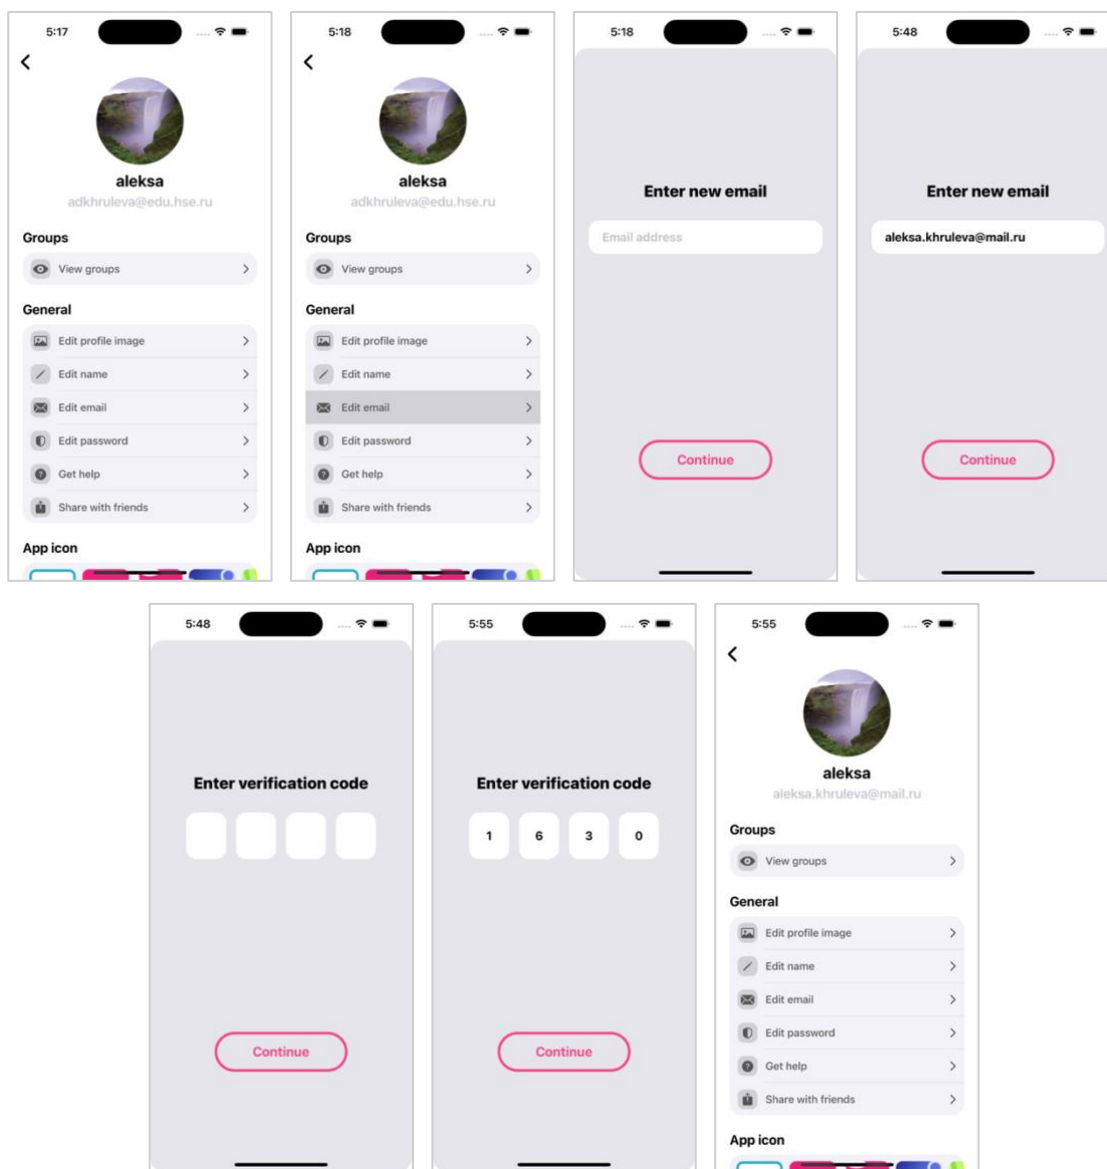 5:17
aleksa
adkhruleva@edu.hse.ru
Groups
View groups
General
Edit profile image
Edit name
Edit email
Edit password
Get help
Share with friends
App icon
5:18
aleksa
adkhruleva@edu.hse.ru
Groups
View groups
General
Edit profile image
Edit name
Edit email
Edit password
Get help
Share with friends
App icon
5:18
Enter new email
Email address
Continue
5:48
Enter new email
aleksa.khruleva@mail.ru
Continue
5:48
Enter verification code
Continue
5:55
Enter verification code
1 6 3 0
Continue
5:55
aleksa
aleksa.khruleva@mail.ru
Groups
View groups
General
Edit profile image
Edit name
Edit email
Edit password
Get help
Share with friends
App icon